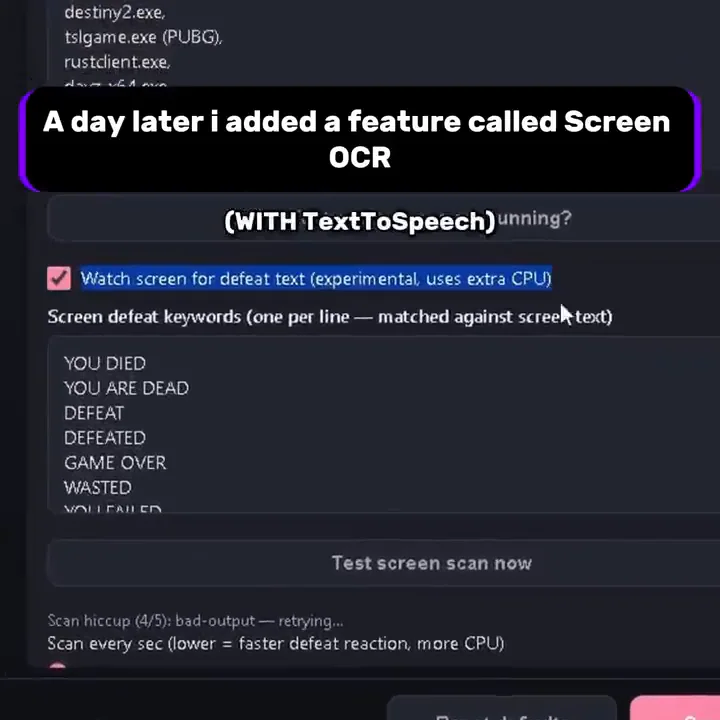 destiny2.exe,
tslgame.exe (PUBG),
rustclient.exe,
A day later i added a feature called Screen
OCR
(WITH TextToSpeech)
unning?
Watch screen for defeat text (experimental, uses extra CPU)
Screen defeat keywords (one per line — matched against screen text)
YOU DIED
YOU ARE DEAD
DEFEAT
DEFEATED
GAME OVER
WASTED
YOU FAILED
Test screen scan now
Scan hiccup (4/5): bad-output — retrying...
Scan every sec (lower = faster defeat reaction, more CPU)